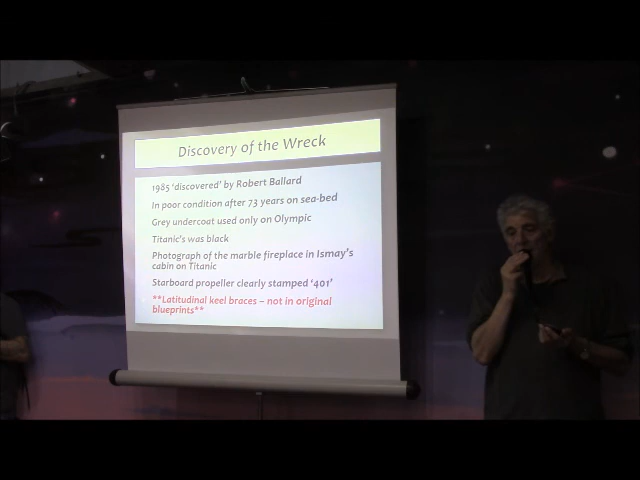 Discovery of the Wreck
1985 'discovered' by Robert Ballard
In poor condition after 73 years on sea-bed
Grey undercoat used only on Olympic
Titanic's was black
Photograph of the marble fireplace in Ismay's
cabin on Titanic
Starboard propeller clearly stamped '401'
**Latitudinal keel braces – not in original
blueprints**